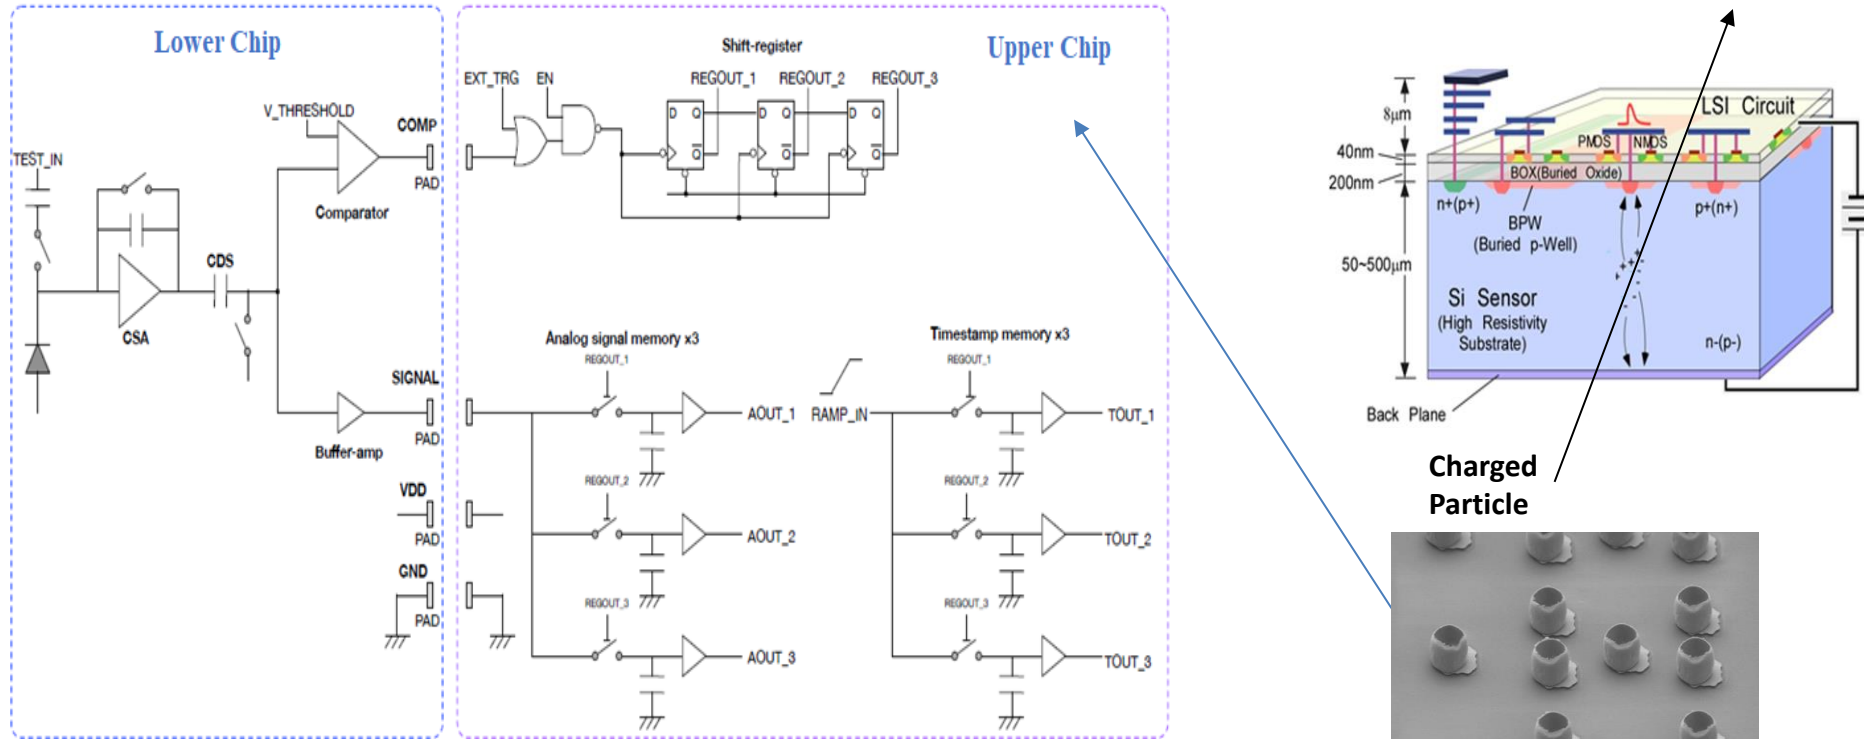 Lower Chip
TEST_IN
V_THRESHOLD
COMP
PAD
Comparator
CDS
CSA
SIGNAL
PAD
Buffer-amp
VDD
PAD
GND
PAD
Upper Chip
Shift-register
EXT_TRG EN
REGOUT_1 REGOUT_2 REGOUT_3
D Q D Q D Q
Q Q Q
Analog signal memory x3
REGOUT_1
AOUT_1
REGOUT_2
AOUT_2
REGOUT_3
AOUT_3
Timestamp memory x3
REGOUT_1
RAMP_IN
TOUT_1
REGOUT_2
TOUT_2
REGOUT_3
TOUT_3
8μm
LSI Circuit
40nm
PMOS NMOS
200nm
BOX(Buried Oxide)
n+(p+)
p+(n+)
BPW
(Buried p-Well)
50~500μm
Si Sensor
(High Resistivity
Substrate)
n-(p-)
Back Plane
Charged
Particle